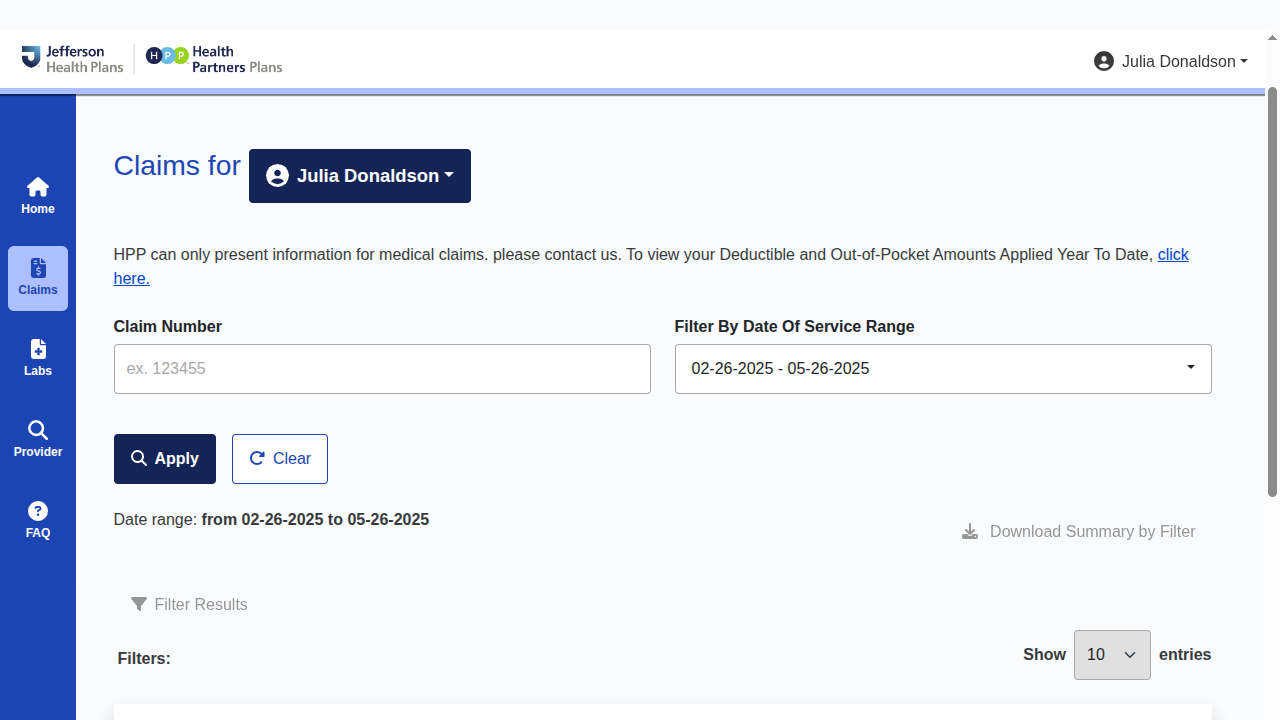 Jefferson
Health Plans
H P P
Health
Partners Plans
Julia Donaldson
Home
Claims
Labs
Provider
FAQ
Claims for Julia Donaldson
HPP can only present information for medical claims. please contact us. To view your Deductible and Out-of-Pocket Amounts Applied Year To Date, click
here.
Claim Number
Filter By Date Of Service Range
ex. 123455
02-26-2025 - 05-26-2025
Apply
Clear
Date range: from 02-26-2025 to 05-26-2025
Download Summary by Filter
Filter Results
Filters:
Show 10 entries